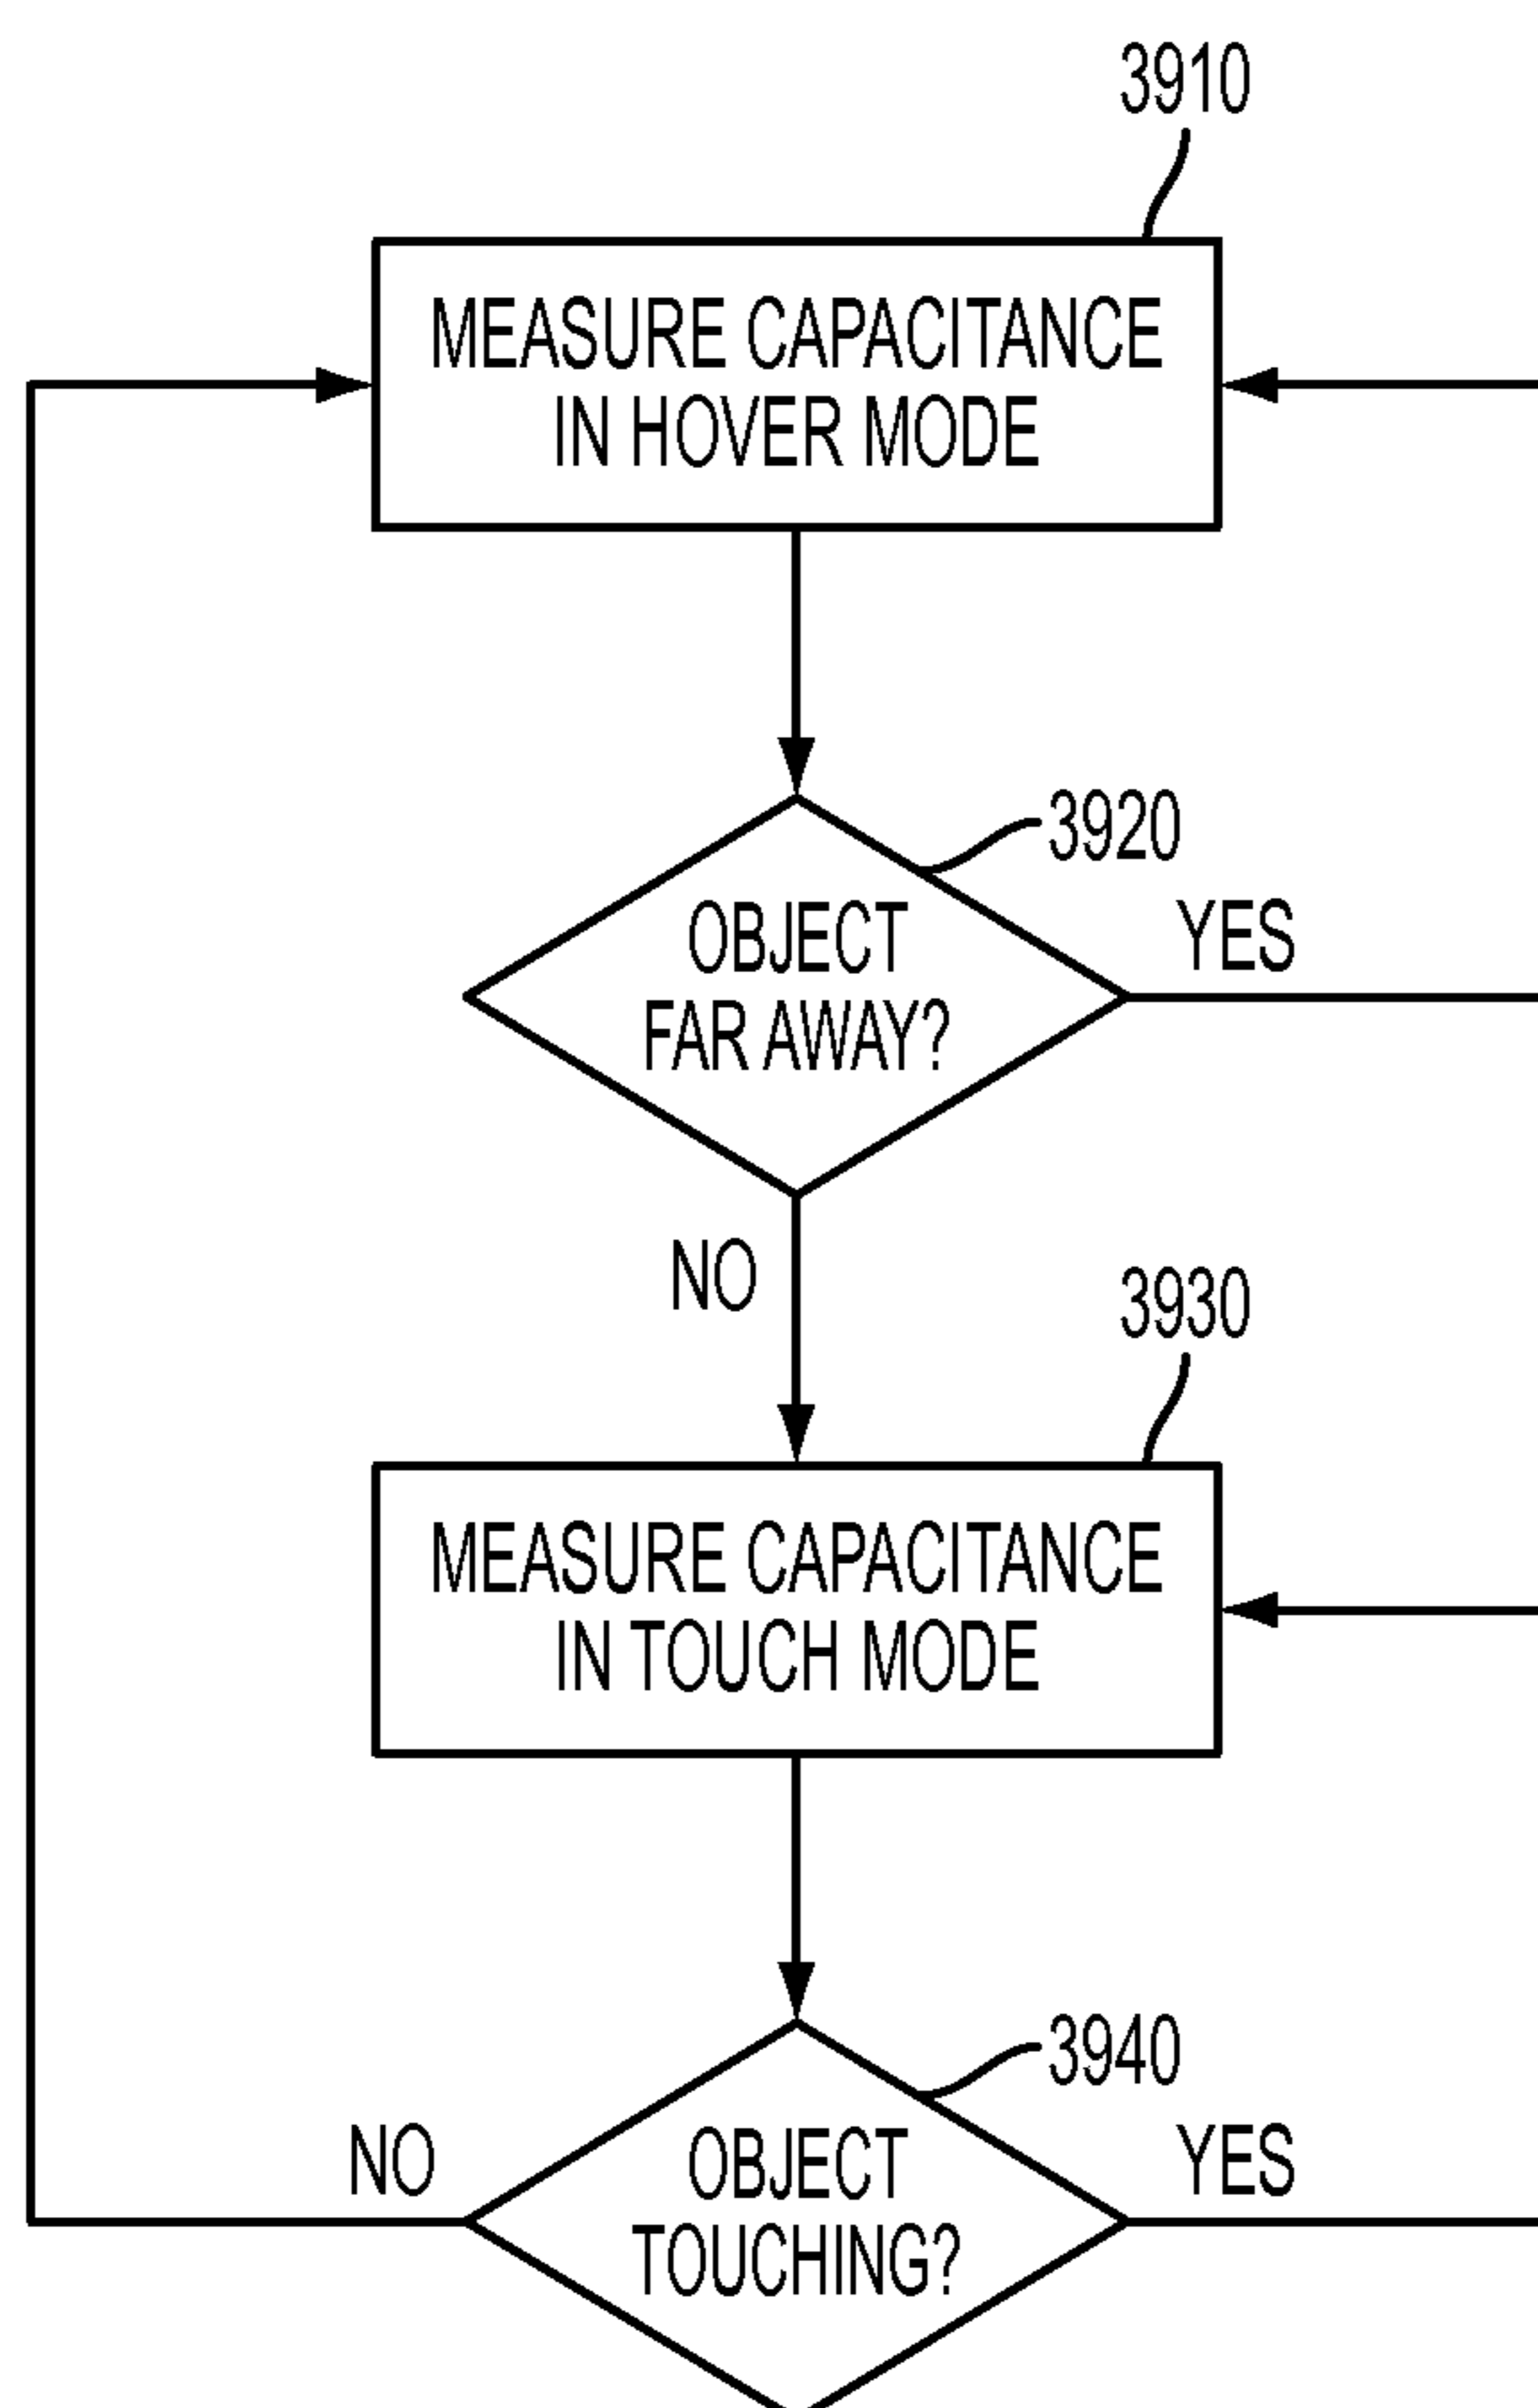 3910
MEASURE CAPACITANCE
IN HOVER MODE
3920
OBJECT
FAR AWAY?
YES
NO
3930
MEASURE CAPACITANCE
IN TOUCH MODE
3940
NO
OBJECT
TOUCHING?
YES